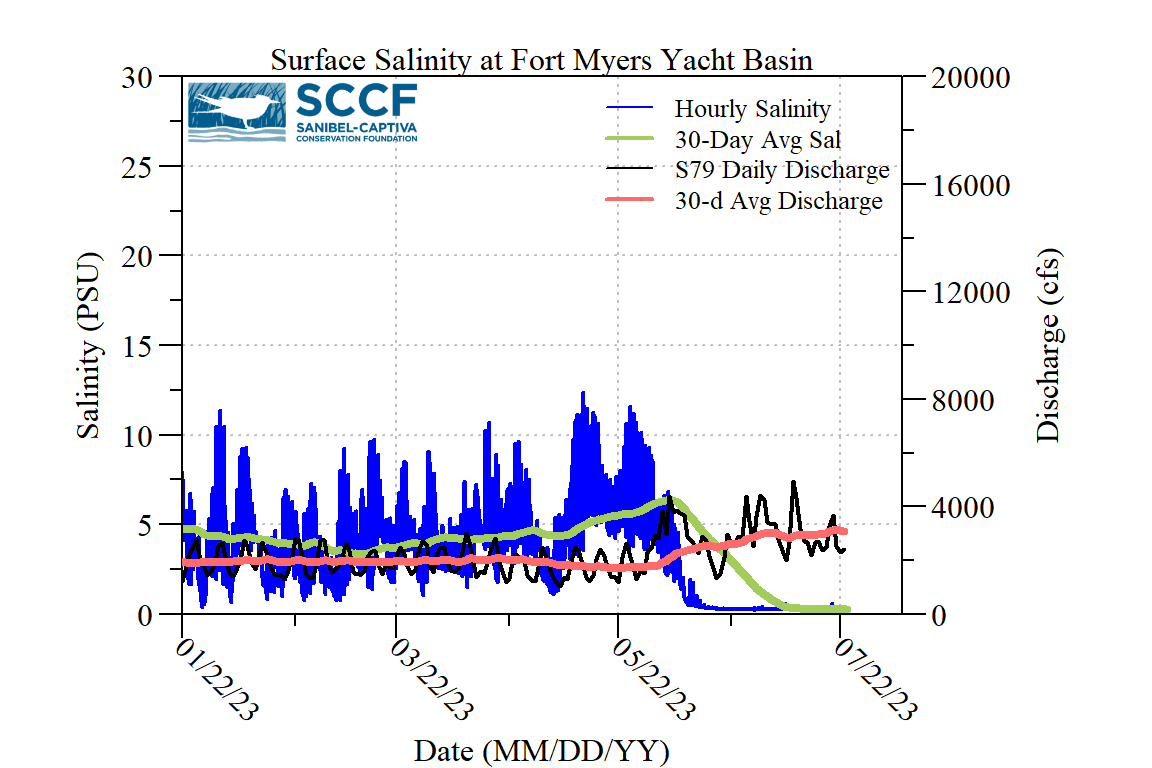 Surface Salinity at Fort Myers Yacht Basin
SCCF
SANIBEL-CAPTIVA
CONSERVATION FOUNDATION
Hourly Salinity
30-Day Avg Sal
S79 Daily Discharge
30-d Avg Discharge
Salinity (PSU)
30
25
20
15
10
5
0
Discharge (cfs)
20000
16000
12000
8000
4000
0
01/22/23
03/22/23
05/22/23
07/22/23
Date (MM/DD/YY)